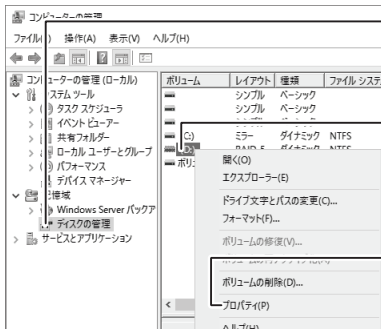 コンピューターの管理
ファイル( 操作(A) 表示(V) ヘルプ(H)
コンピューターの管理 (ローカル)
システム ツール
タスク スケジューラ
イベント ビューアー
共有フォルダー
ローカル ユーザーとグループ
パフォーマンス
デバイス マネージャー
記憶域
Windows Server バックア
ディスクの管理
サービスとアプリケーション
ボリューム レイアウト 種類 ファイル システ
シンプル ベーシック
シンプル ベーシック
C:) ミラー ダイナミック NTFS
D: RAID-5 ダイナミック NTFS
ボリ:
開く(O)
エクスプローラー(E)
ドライブ文字とパスの変更(C)...
フォーマット(F)...
ボリュームの修復(V)...
ボリュームの削除(D)...
プロパティ(P)
ヘルプ(H)